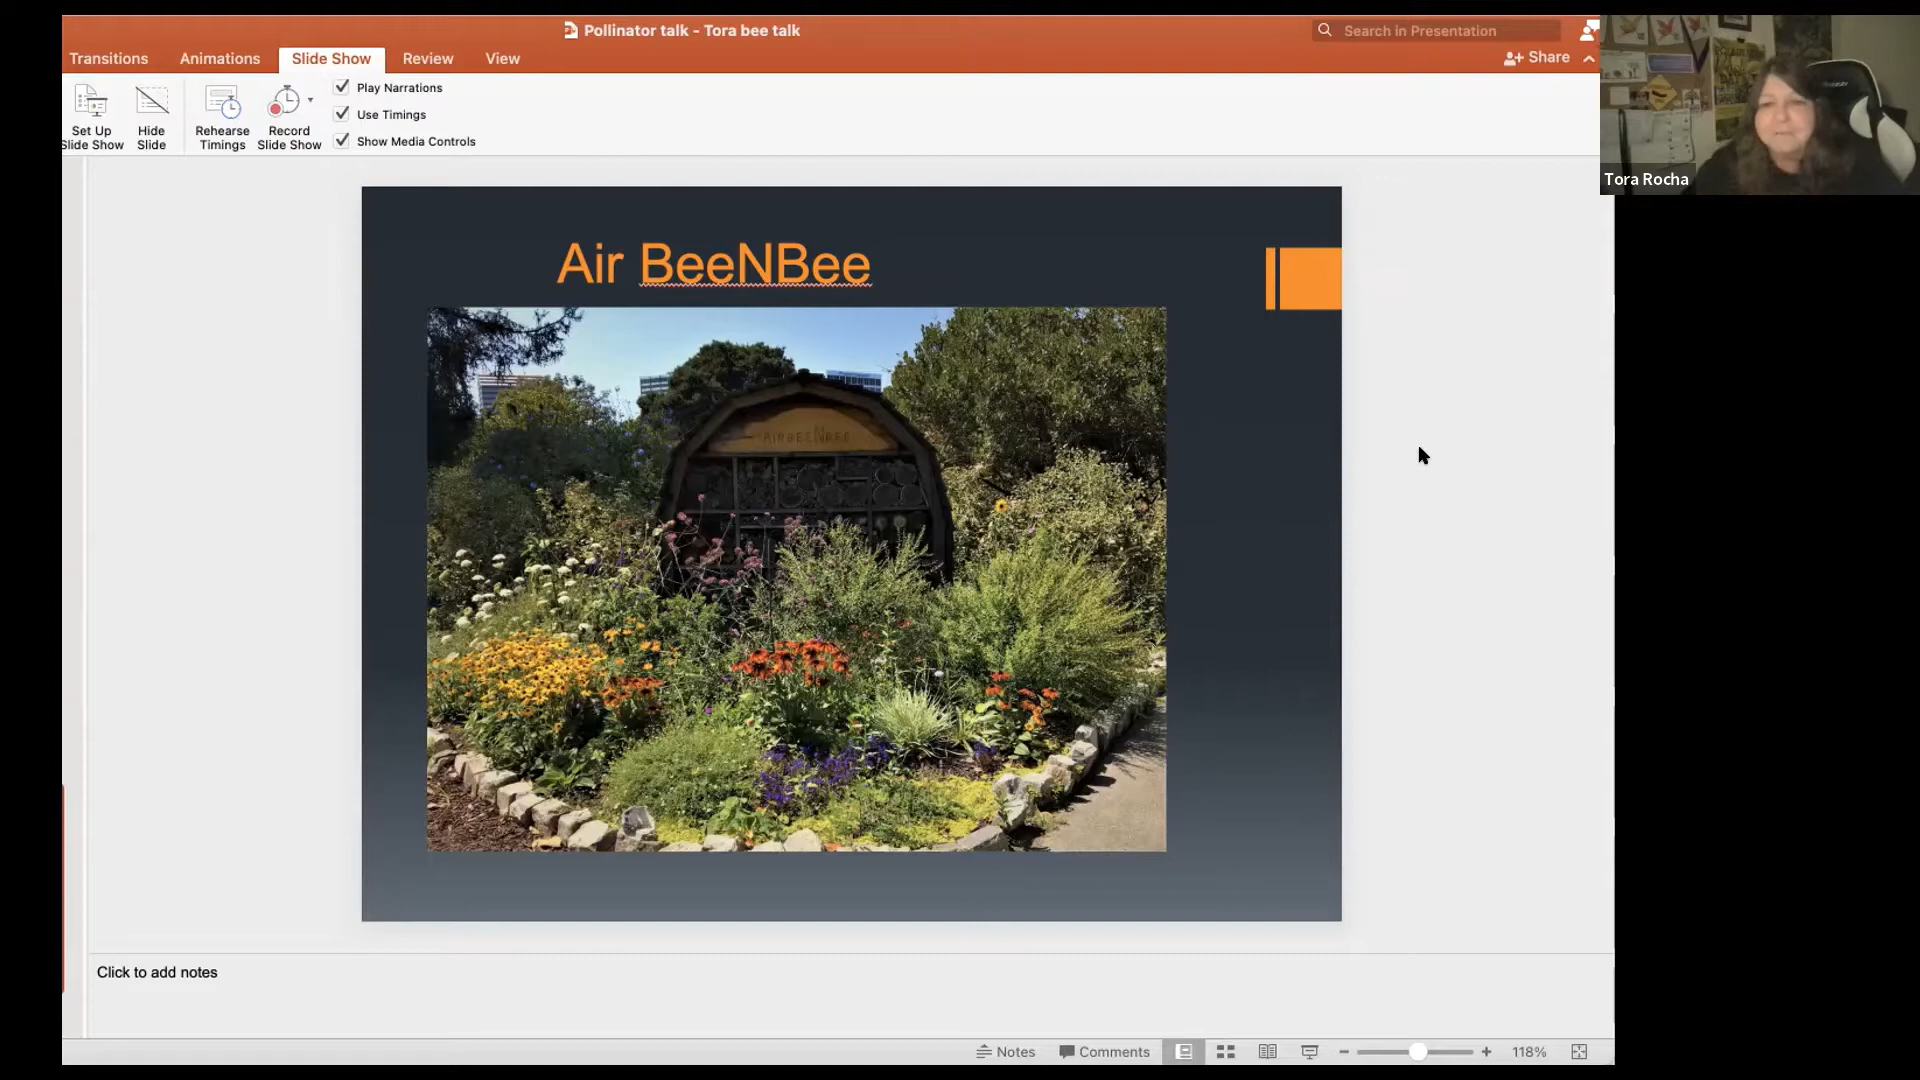 Pollinator talk - Tora bee talk
Search in Presentation
Transitions
Animations
Slide Show
Review
View
Share
Set Up
Slide Show
Hide
Slide
Rehearse
Timings
Record
Slide Show
Play Narrations
Use Timings
Show Media Controls
Tora Rocha
Air BeeNBee
AIRBEENBEE
Click to add notes
Notes
Comments
118%